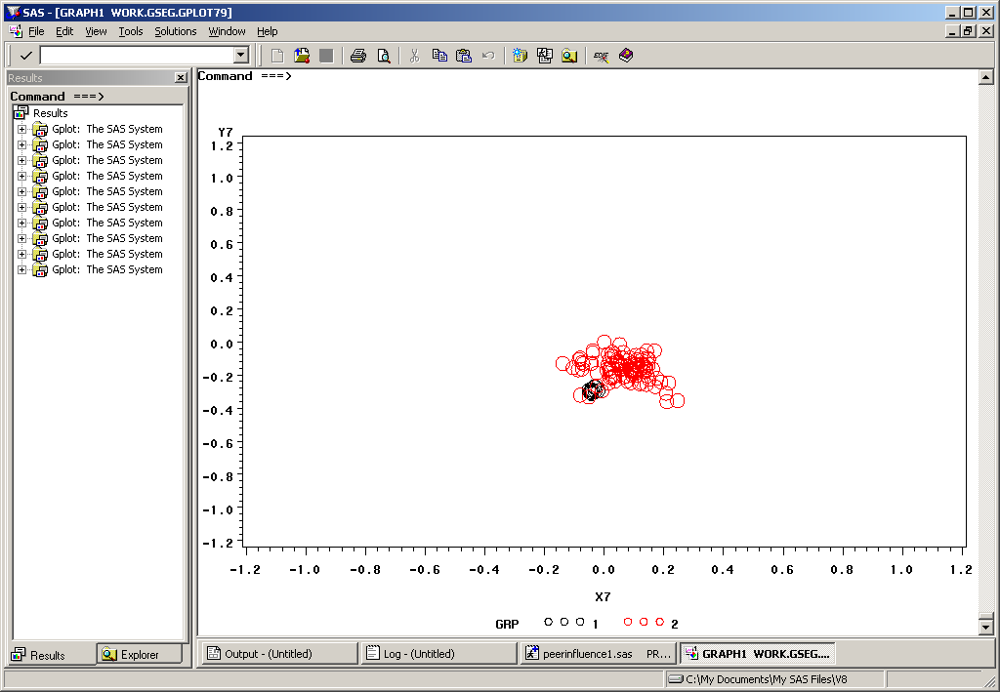 SAS - [GRAPH1 WORK.GSEG.GPLOT79]
File Edit View Tools Solutions Window Help
Results
Command ===>
Results
Gplot: The SAS System
Gplot: The SAS System
Gplot: The SAS System
Gplot: The SAS System
Gplot: The SAS System
Gplot: The SAS System
Gplot: The SAS System
Gplot: The SAS System
Gplot: The SAS System
Gplot: The SAS System
Results Explorer
Command ===>
Y7
1.2
1.0
0.8
0.6
0.4
0.2
0.0
-0.2
-0.4
-0.6
-0.8
-1.0
-1.2
-1.2 -1.0 -0.8 -0.6 -0.4 -0.2 0.0 0.2 0.4 0.6 0.8 1.0 1.2
X7
GRP 1 2
Output - (Untitled) Log - (Untitled) peerinfluence1.sas PR... GRAPH1 WORK.GSEG....
C:\My Documents\My SAS Files\V8